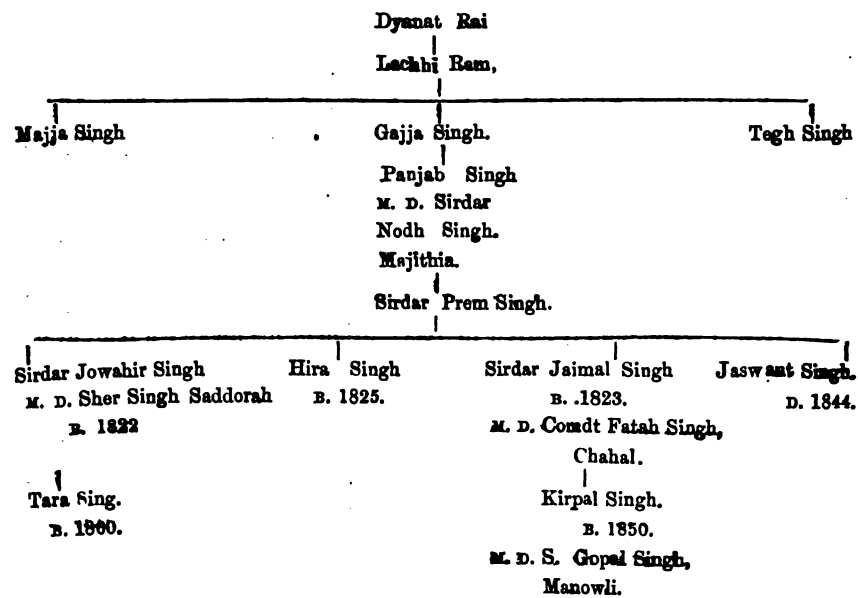 Dyanat Rai
Lachhi Ram,
Majja Singh Gajja Singh. Tegh Singh
Panjab Singh
M. D. Sirdar
Nodh Singh.
Majithia.
Sirdar Prem Singh.
Sirdar Jowahir Singh Hira Singh Sirdar Jaimal Singh Jaswant Singh.
M. D. Sher Singh Saddorah B. 1825. B. .1823. D. 1844.
B. 1822 M. D. Comdt Fatah Singh,
Chahal.
Tara Sing. Kirpal Singh.
B. 1860. B. 1850.
M. D. S. Gopal Singh,
Manowli.